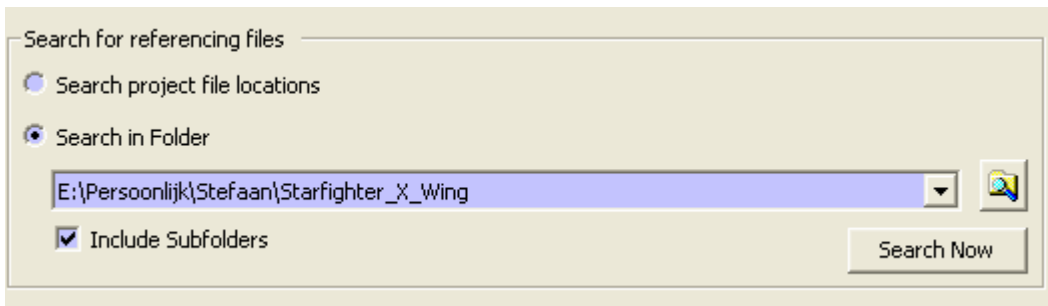 Search for referencing files
Search project file locations
Search in Folder
E:\Persoonlijk\Stefaan\Starfighter_X_Wing
Include Subfolders
Search Now